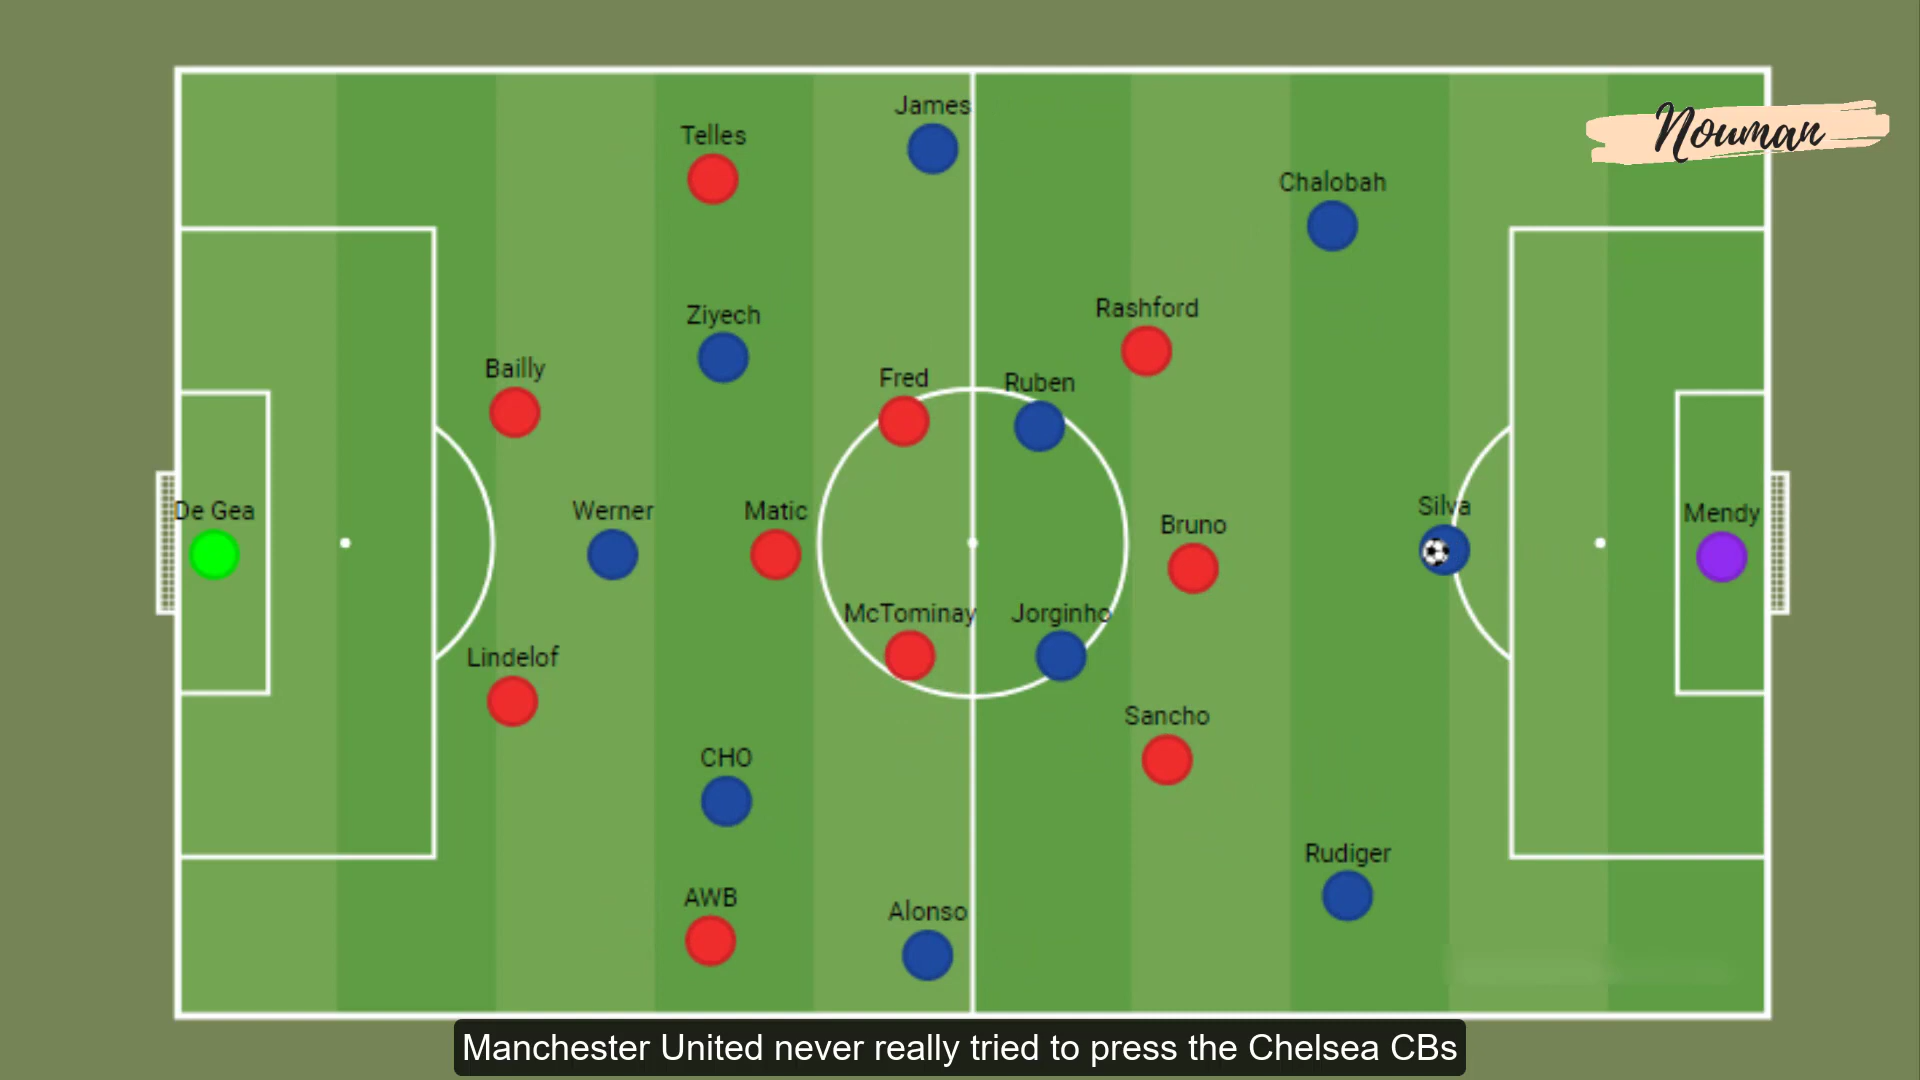 James
Telles
Nouman
Chalobah
Rashford
Ziyech
Bailly
Fred
Ruben
De Gea
Werner
Matic
Bruno
Silva
Mendy
McTominay
Jorginho
Lindelof
Sancho
CHO
Rudiger
AWB
Alonso
Manchester United never really tried to press the Chelsea CBs